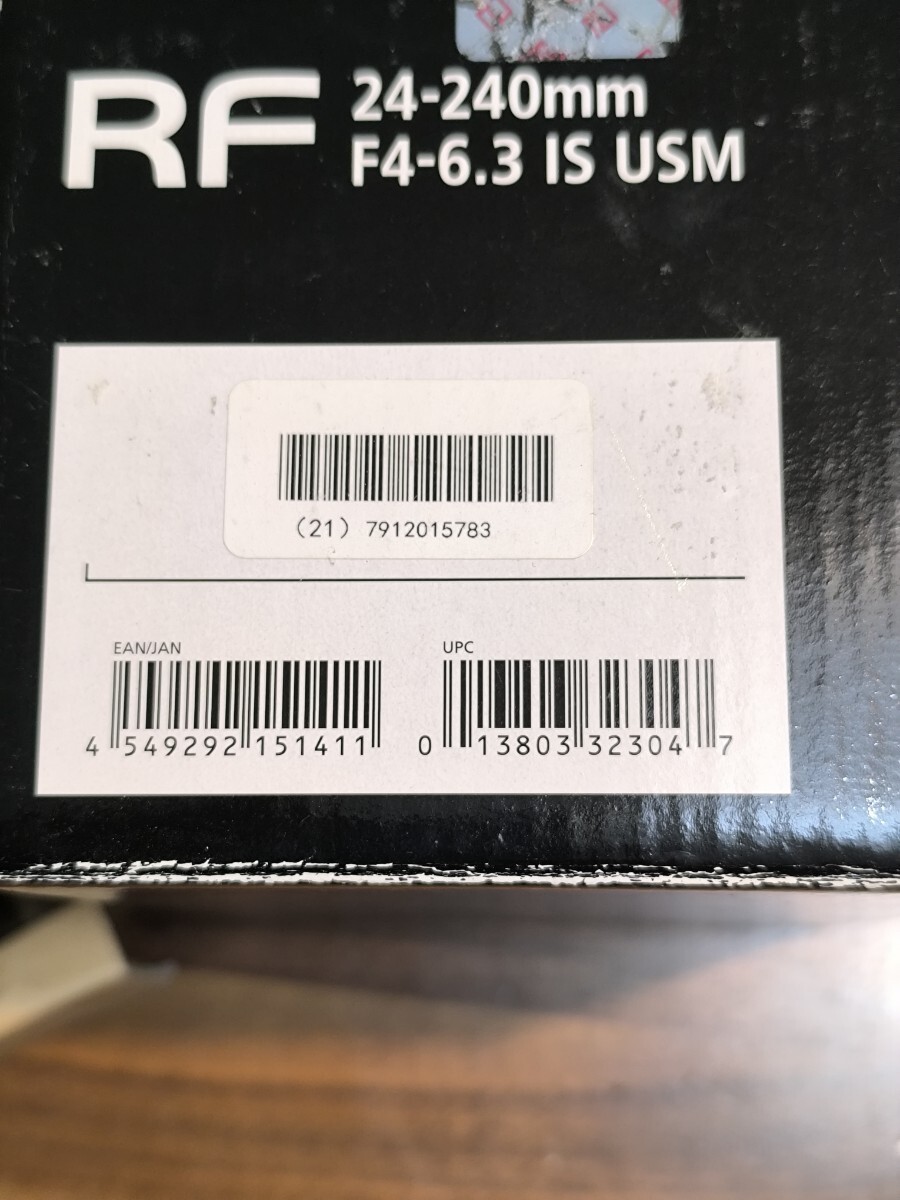 RF 24-240mm
F4-6.3 IS USM
(21) 7912015783
EAN/JAN
4 549292 151411
UPC
0 13803 32304 7